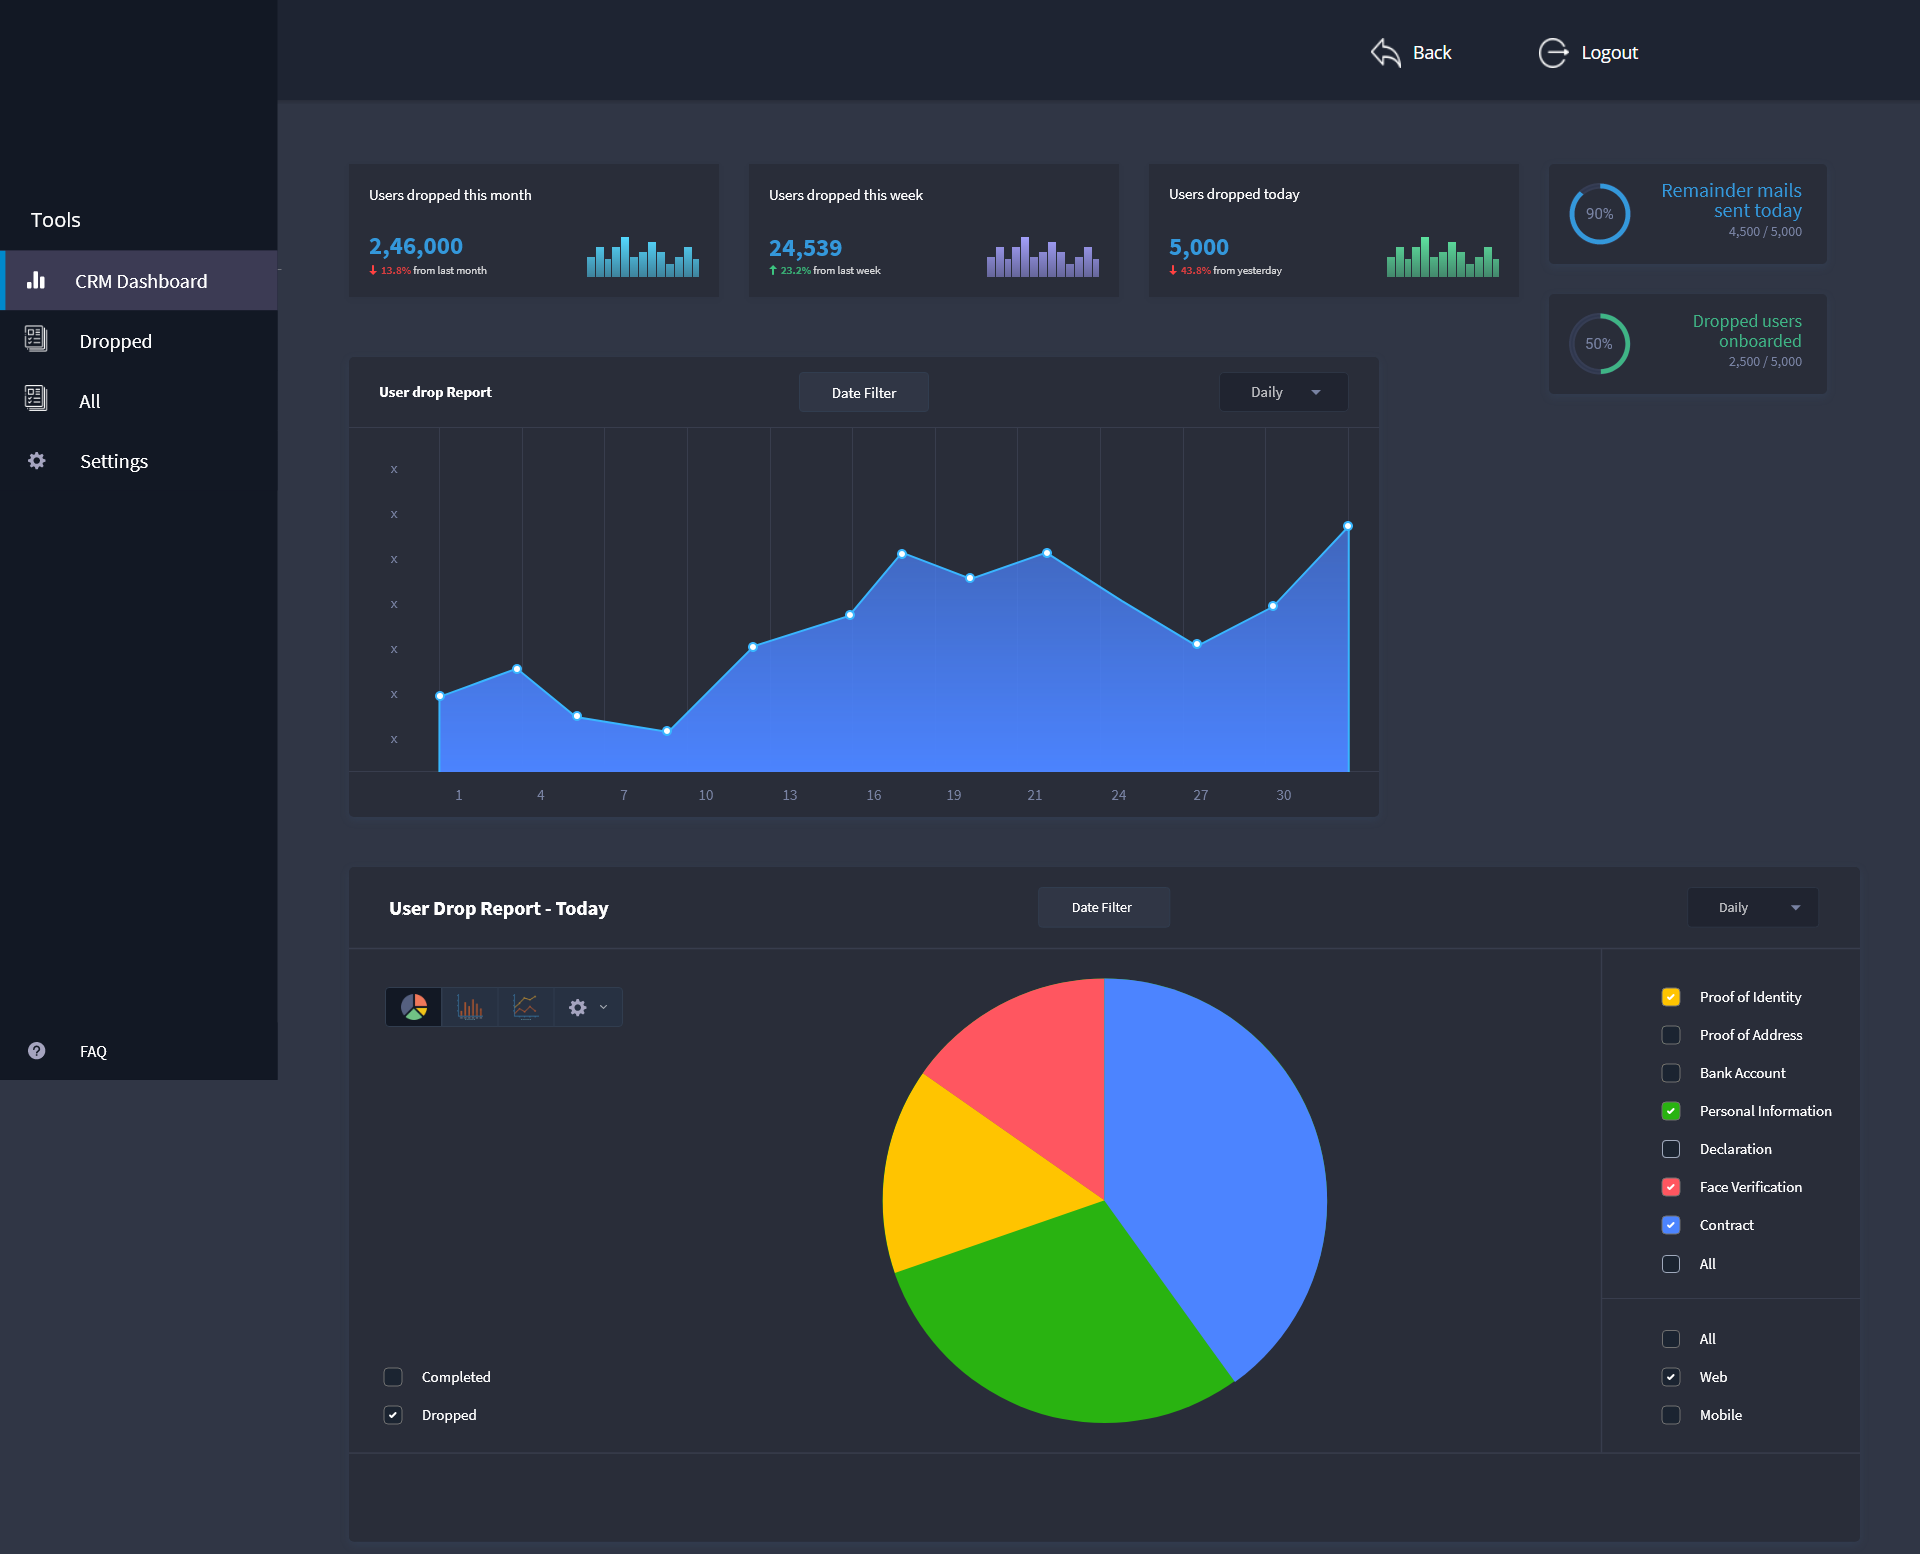 Back
Logout
Tools
CRM Dashboard
Dropped
All
Settings
FAQ
Users dropped this month
2,46,000
13.8% from last month
Users dropped this week
24,539
23.2% from last week
Users dropped today
5,000
43.8% from yesterday
90%
Remainder mails
sent today
4,500 / 5,000
50%
Dropped users
onboarded
2,500 / 5,000
User drop Report
Date Filter
Daily
x
x
x
x
x
x
x
1 4 7 10 13 16 19 21 24 27 30
User Drop Report - Today
Date Filter
Daily
Proof of Identity
Proof of Address
Bank Account
Personal Information
Declaration
Face Verification
Contract
All
All
Web
Mobile
Completed
Dropped